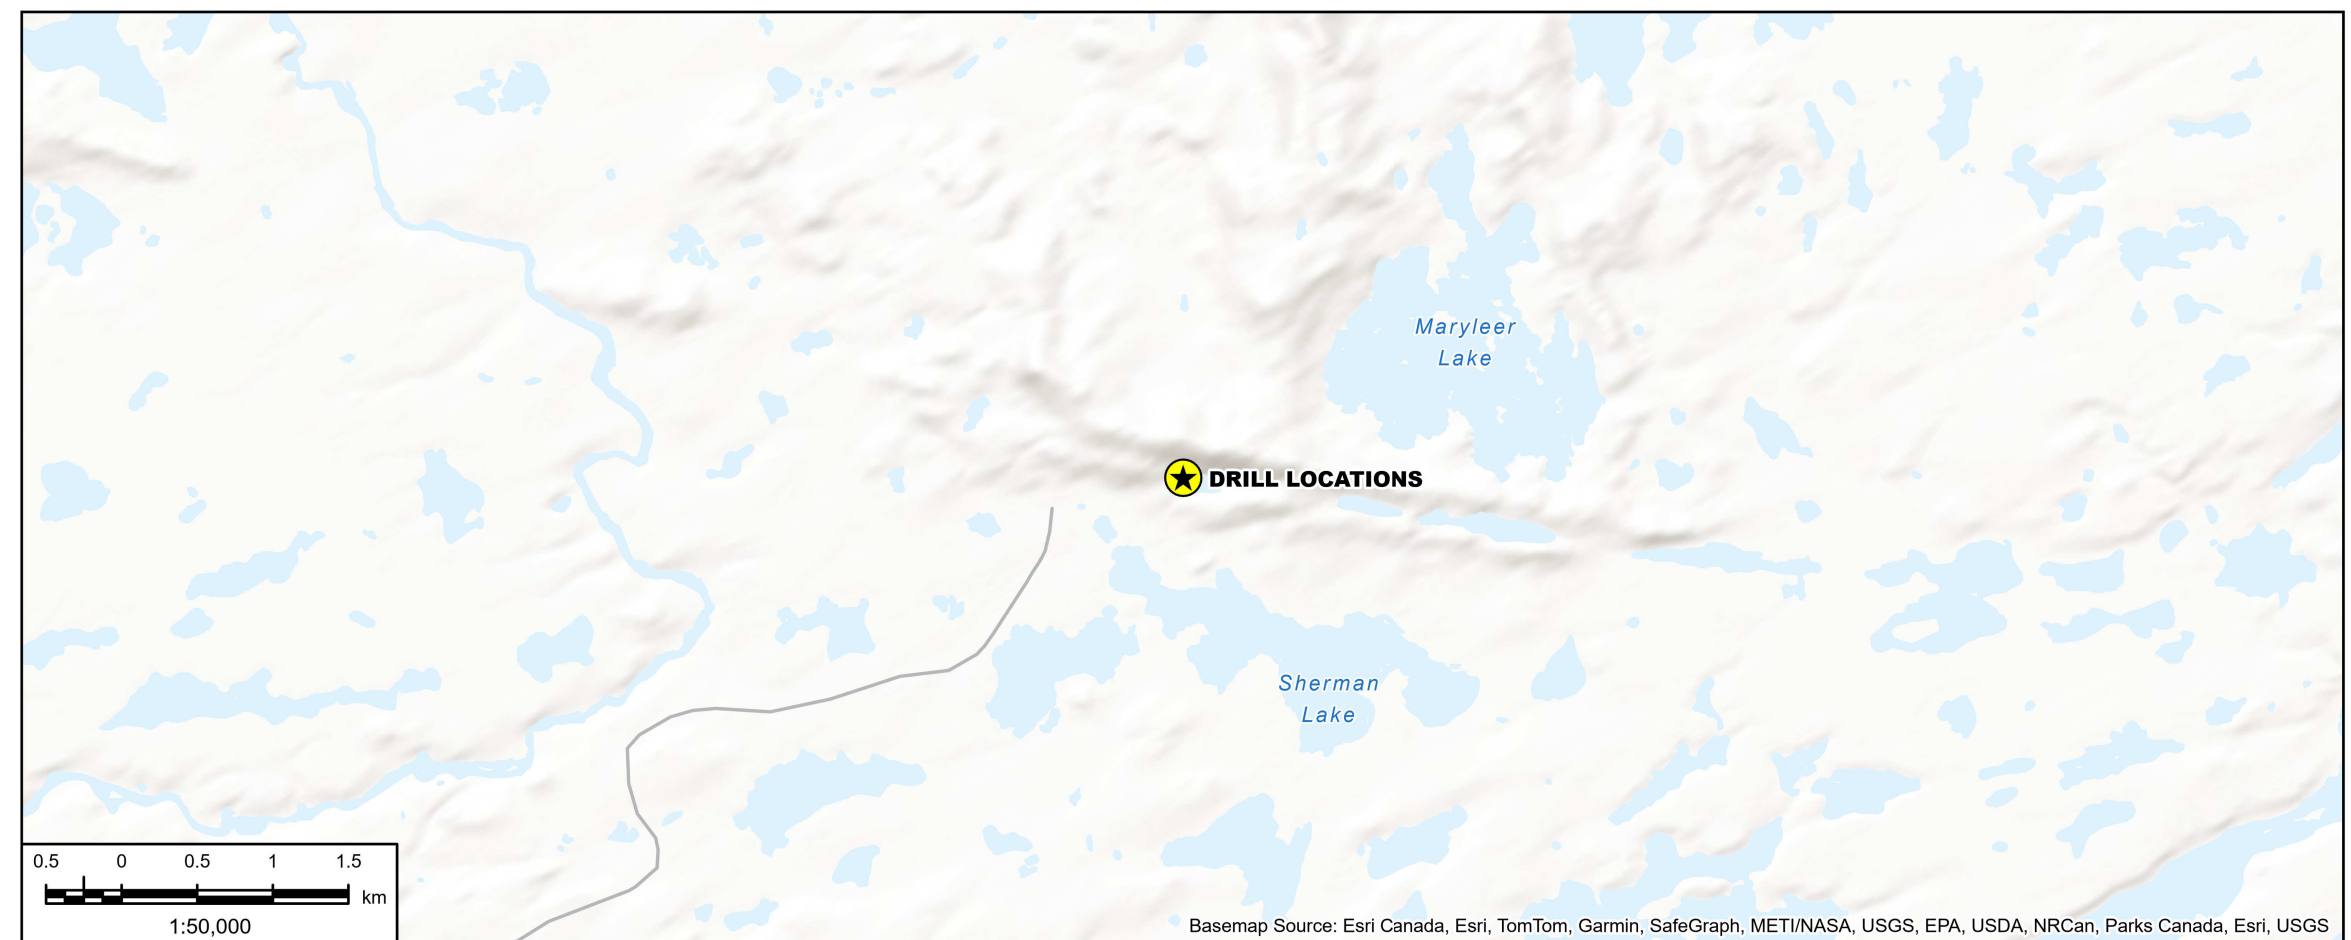 Maryleer
Lake
DRILL LOCATIONS
Sherman
Lake
0.5 0 0.5 1 1.5
km
1:50,000
Basemap Source: Esri Canada, Esri, TomTom, Garmin, SafeGraph, METI/NASA, USGS, EPA, USDA, NRCan, Parks Canada, Esri, USGS